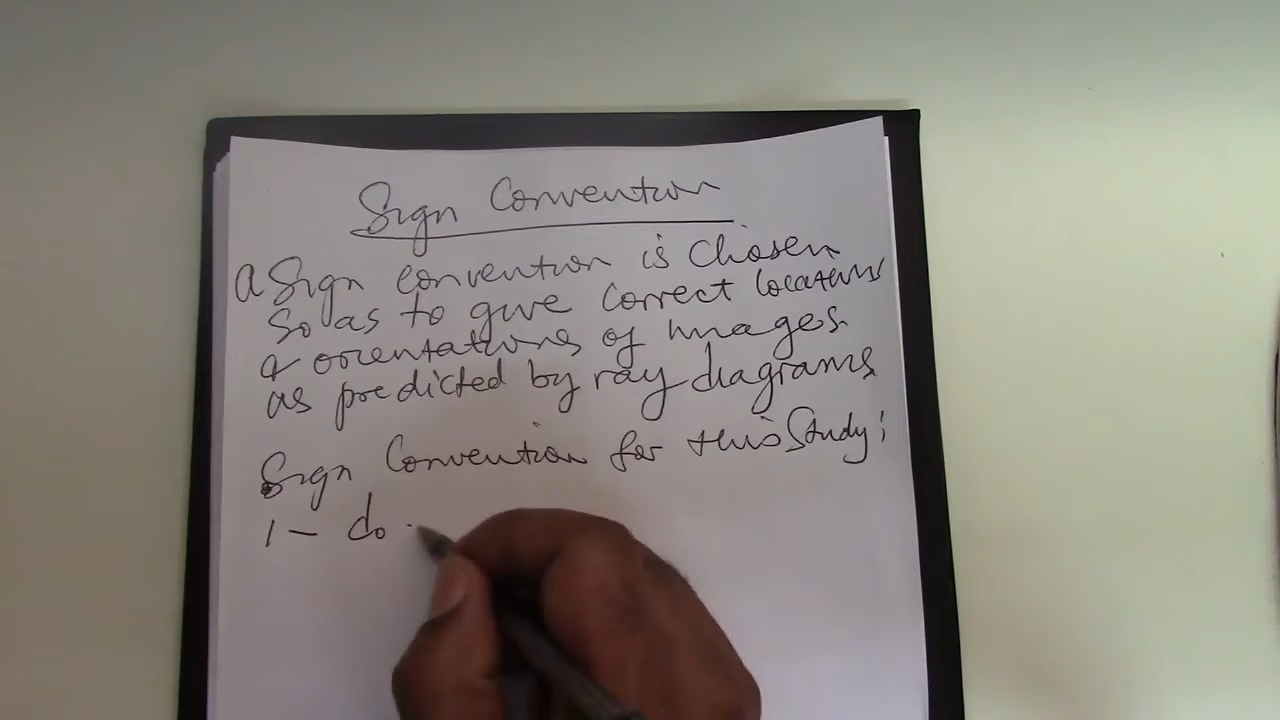 Sign Convention
a Sign convention is chosen
so as to give correct locations
& orientations of images
as predicted by ray diagrams
Sign Convention for this Study:
1 - do